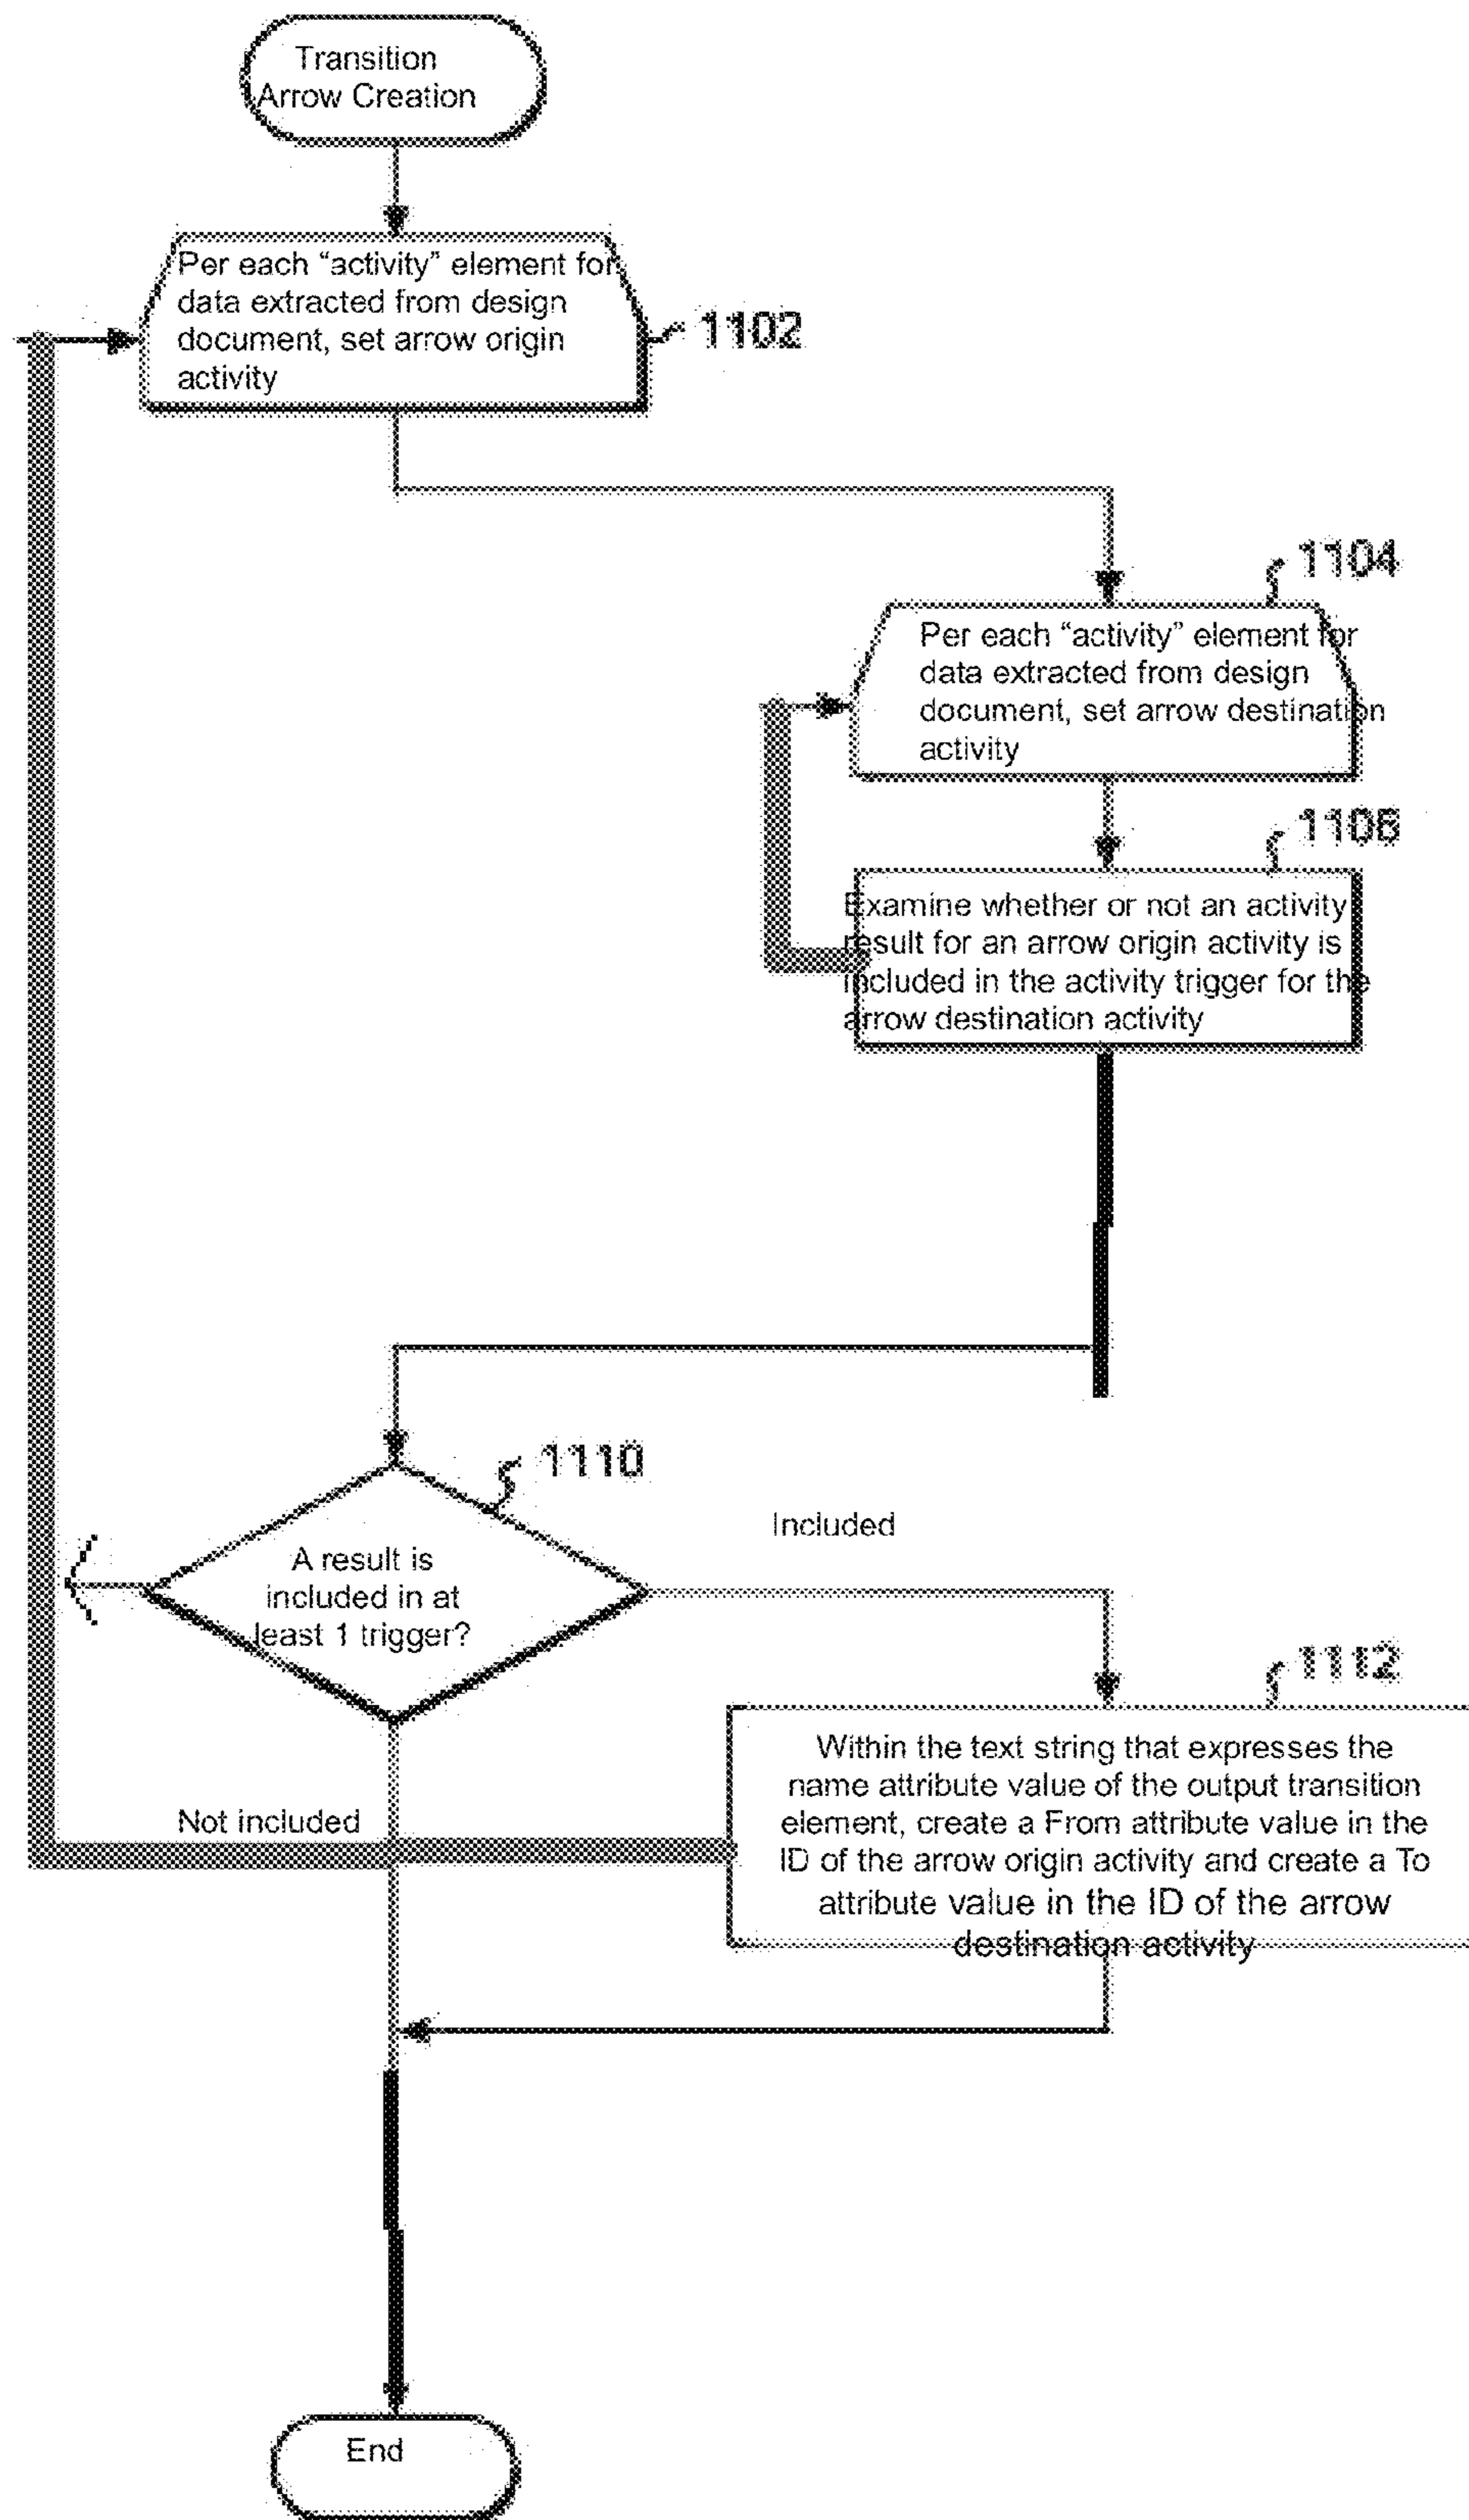 Transition
Arrow Creation
Per each “activity” element for
data extracted from design
document, set arrow origin
activity
1102
1104
Per each “activity” element for
data extracted from design
document, set arrow destination
activity
1106
Examine whether or not an activity
result for an arrow origin activity is
included in the activity trigger for the
arrow destination activity
1110
Included
A result is
included in at
least 1 trigger?
1112
Within the text string that expresses the
name attribute value of the output transition
element, create a From attribute value in the
ID of the arrow origin activity and create a To
attribute value in the ID of the arrow
destination activity
Not included
End